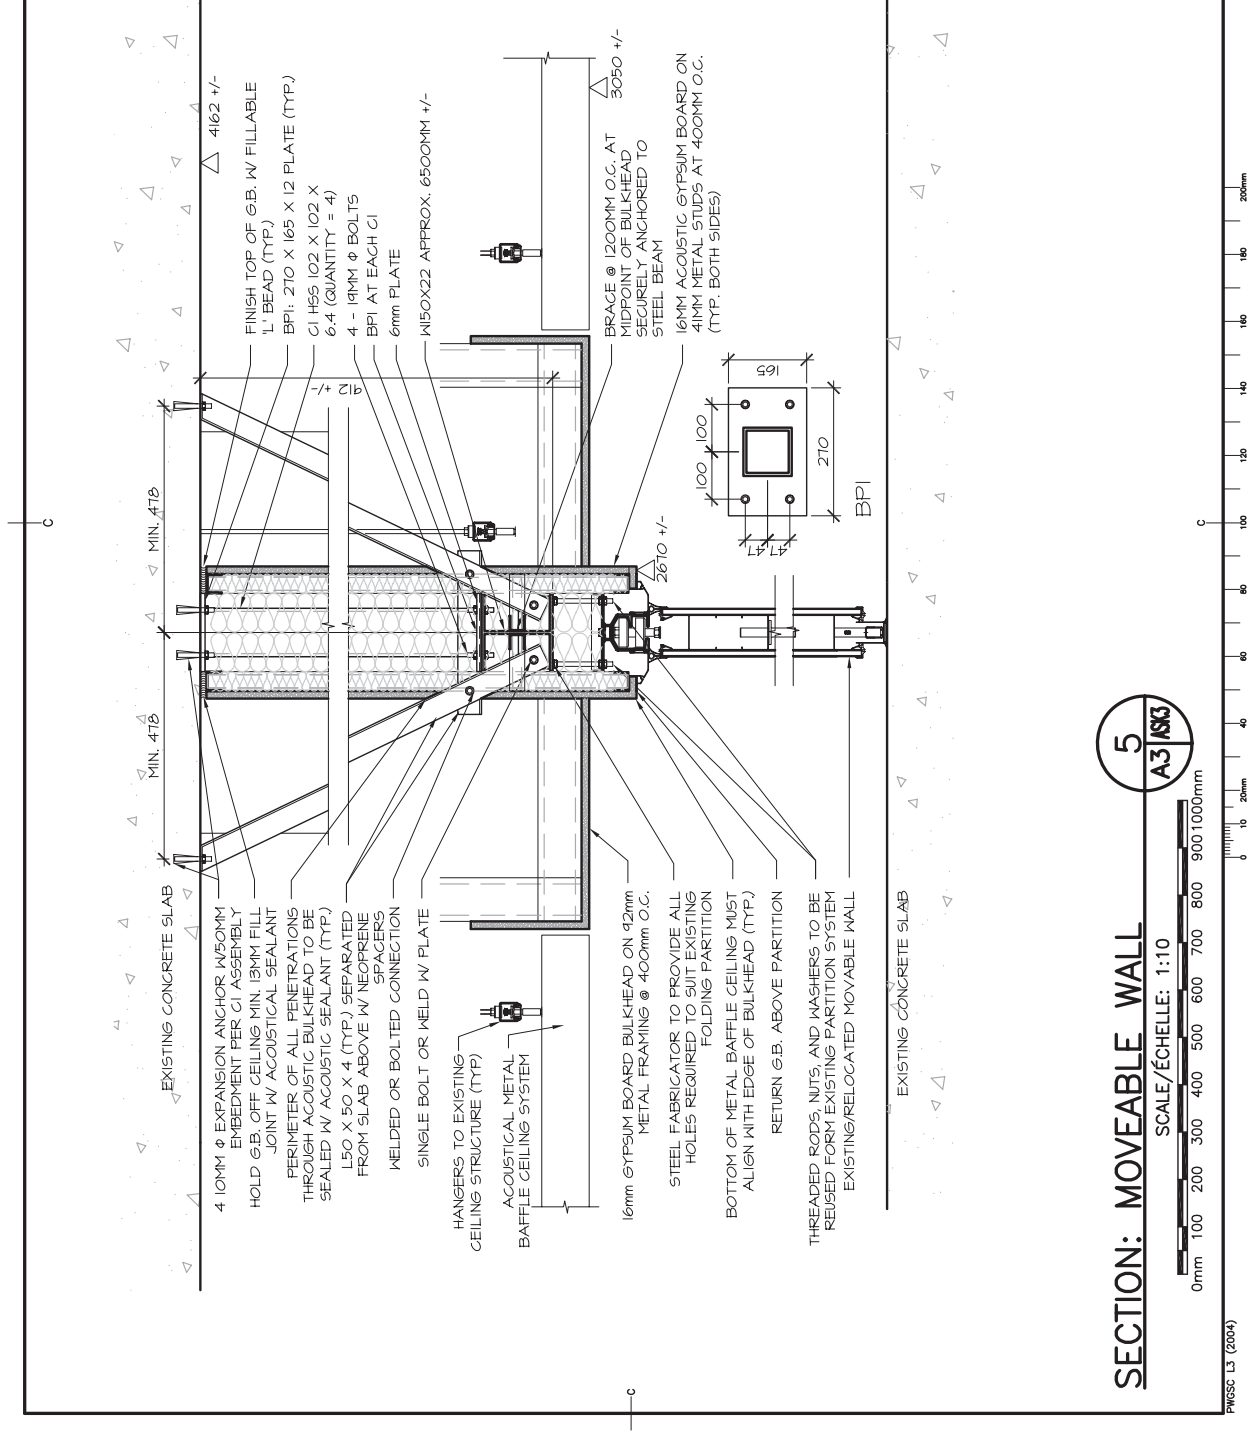 EXISTING CONCRETE SLAB
4 10MM Φ EXPANSION ANCHOR W/50MM
EMBEDMENT PER C1 ASSEMBLY
HOLD G.B. OFF CEILING MIN. 13MM FILL
JOINT W/ ACOUSTICAL SEALANT
PERIMETER OF ALL PENETRATIONS
THROUGH ACOUSTIC BULKHEAD TO BE
SEALED W/ ACOUSTIC SEALANT (TYP.)
L50 X 50 X 4 (TYP.) SEPARATED
FROM SLAB ABOVE W/ NEOPRENE
SPACERS
WELDED OR BOLTED CONNECTION
SINGLE BOLT OR WELD W/ PLATE
HANGERS TO EXISTING
CEILING STRUCTURE (TYP)
ACOUSTICAL METAL
BAFFLE CEILING SYSTEM
16mm GYPSUM BOARD BULKHEAD ON 92mm
METAL FRAMING @ 400mm O.C.
STEEL FABRICATOR TO PROVIDE ALL
HOLES REQUIRED TO SUIT EXISTING
FOLDING PARTITION
BOTTOM OF METAL BAFFLE CEILING MUST
ALIGN WITH EDGE OF BULKHEAD (TYP.)
RETURN G.B. ABOVE PARTITION
THREADED RODS, NUTS, AND WASHERS TO BE
REUSED FORM EXISTING PARTITION SYSTEM
EXISTING/RELOCATED MOVABLE WALL
EXISTING CONCRETE SLAB
MIN. 478
MIN. 478
912 +/-
4162 +/-
FINISH TOP OF G.B. W/ FILLABLE
'L' BEAD (TYP.)
BP1: 270 X 165 X 12 PLATE (TYP.)
C1 HSS 102 X 102 X
6.4 (QUANTITY = 4)
4 - 19MM Φ BOLTS
BP1 AT EACH C1
6mm PLATE
W150X22 APPROX. 6500MM +/-
3050 +/-
BRACE @ 1200MM O.C. AT
MIDPOINT OF BULKHEAD
SECURELY ANCHORED TO
STEEL BEAM
16MM ACOUSTIC GYPSUM BOARD ON
41MM METAL STUDS AT 400MM O.C.
(TYP. BOTH SIDES)
2670 +/-
100
100
165
47
47
270
BP1
SECTION: MOVEABLE WALL
SCALE/ÉCHELLE: 1:10
5
A3
ASK3
0mm 100 200 300 400 500 600 700 800 900 1000mm
C
C
C
PWGSC L3 (2004)
0 10 20mm 40 60 80 100 120 140 160 180 200mm